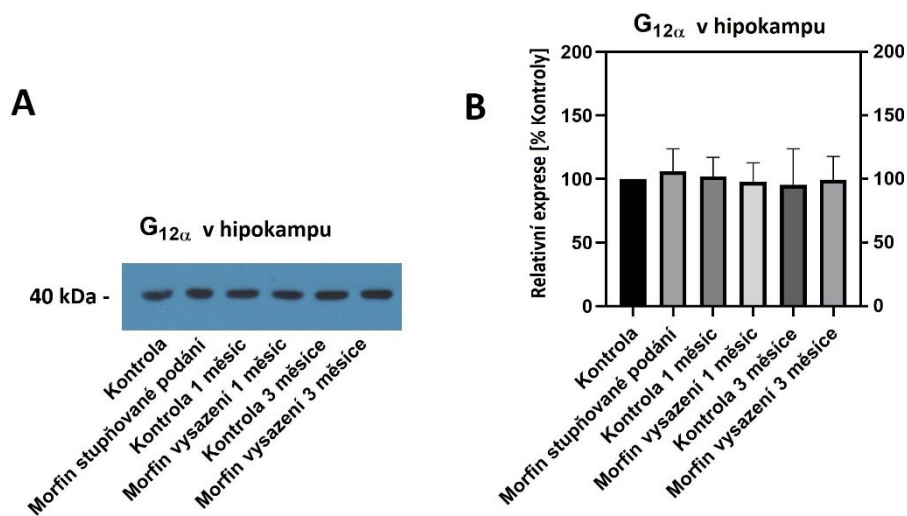 A
G12α v hipokampu
40 kDa -
Kontrola
Morfin stupňované podání
Kontrola 1 měsíc
Morfin vysazení 1 měsíc
Kontrola 3 měsíce
Morfin vysazení 3 měsíce
B
G12α v hipokampu
Relativní exprese [% Kontroly]
200
150
100
50
0
200
150
100
50
0
Kontrola
Morfin stupňované podání
Kontrola 1 měsíc
Morfin vysazení 1 měsíc
Kontrola 3 měsíce
Morfin vysazení 3 měsíce